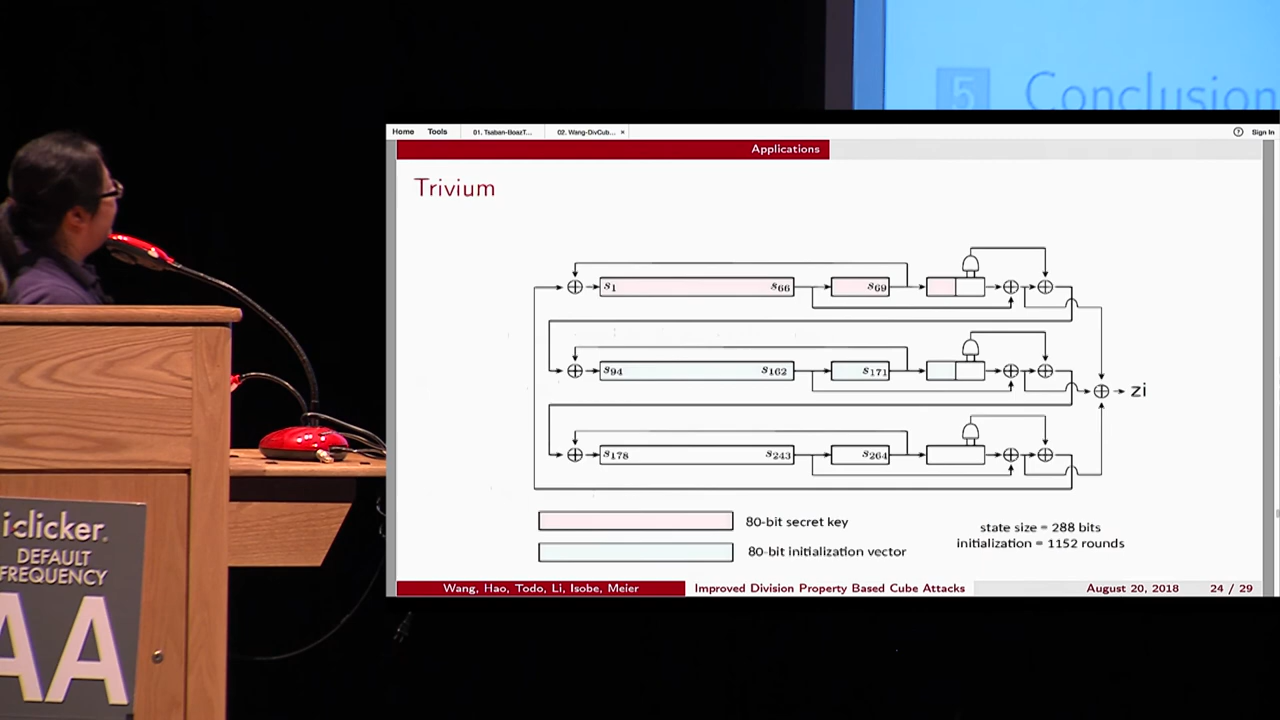 5 Conclusion
Home Tools 01. Tsaban-BoazT... 02. Wang-DivCub... × ? Sign In
Applications
Trivium
s1 s66 s69
s94 s162 s171
zi
s178 s243 s264
80-bit secret key
80-bit initialization vector
state size = 288 bits
initialization = 1152 rounds
Wang, Hao, Todo, Li, Isobe, Meier Improved Division Property Based Cube Attacks August 20, 2018 24 / 29
iclicker.
DEFAULT
FREQUENCY
AA